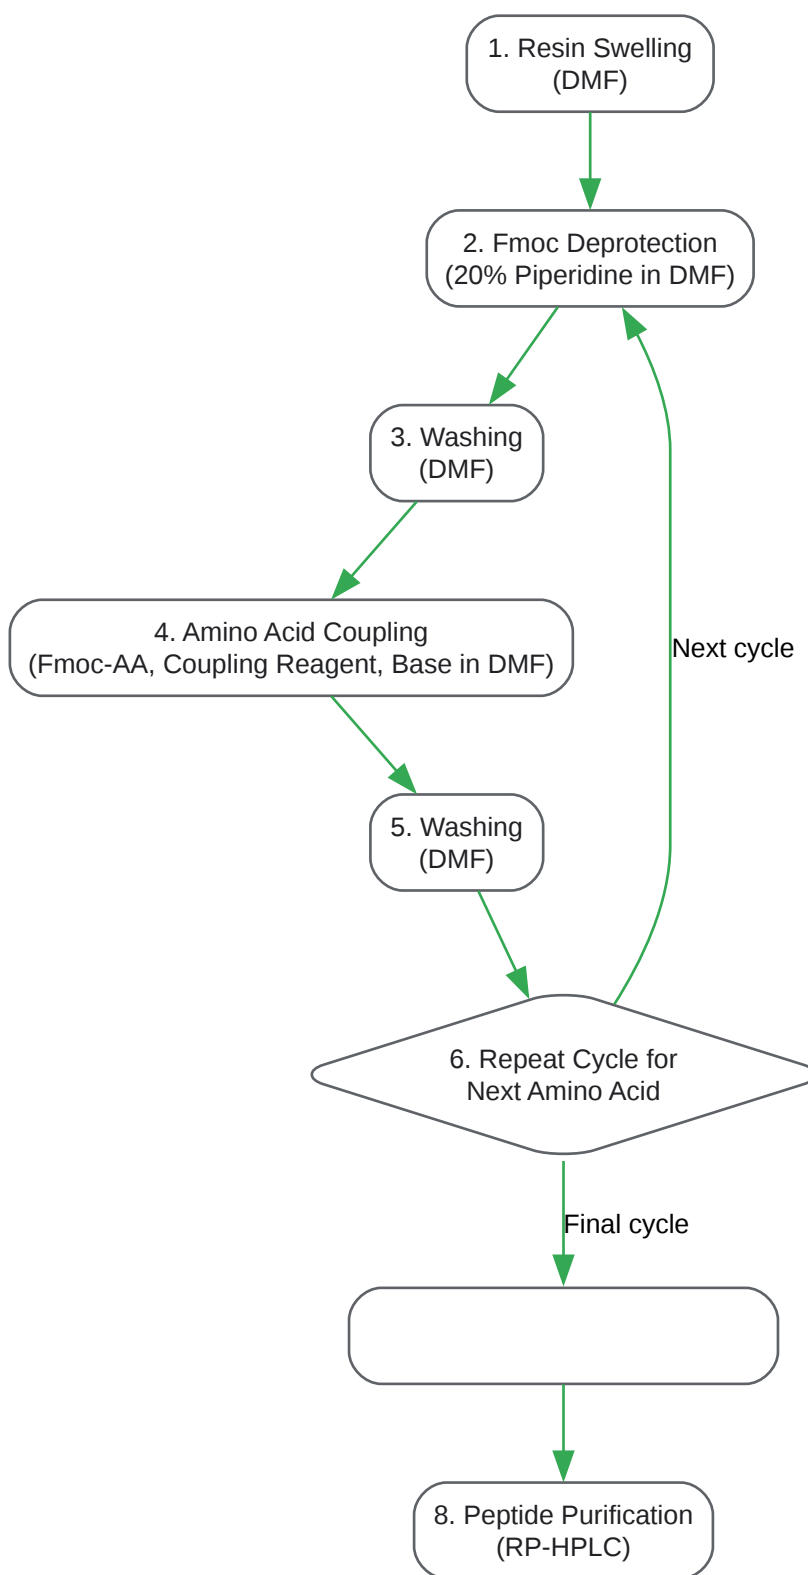 1. Resin Swelling
(DMF)
2. Fmoc Deprotection
(20% Piperidine in DMF)
3. Washing
(DMF)
4. Amino Acid Coupling
(Fmoc-AA, Coupling Reagent, Base in DMF)
Next cycle
5. Washing
(DMF)
6. Repeat Cycle for
Next Amino Acid
Final cycle
8. Peptide Purification
(RP-HPLC)